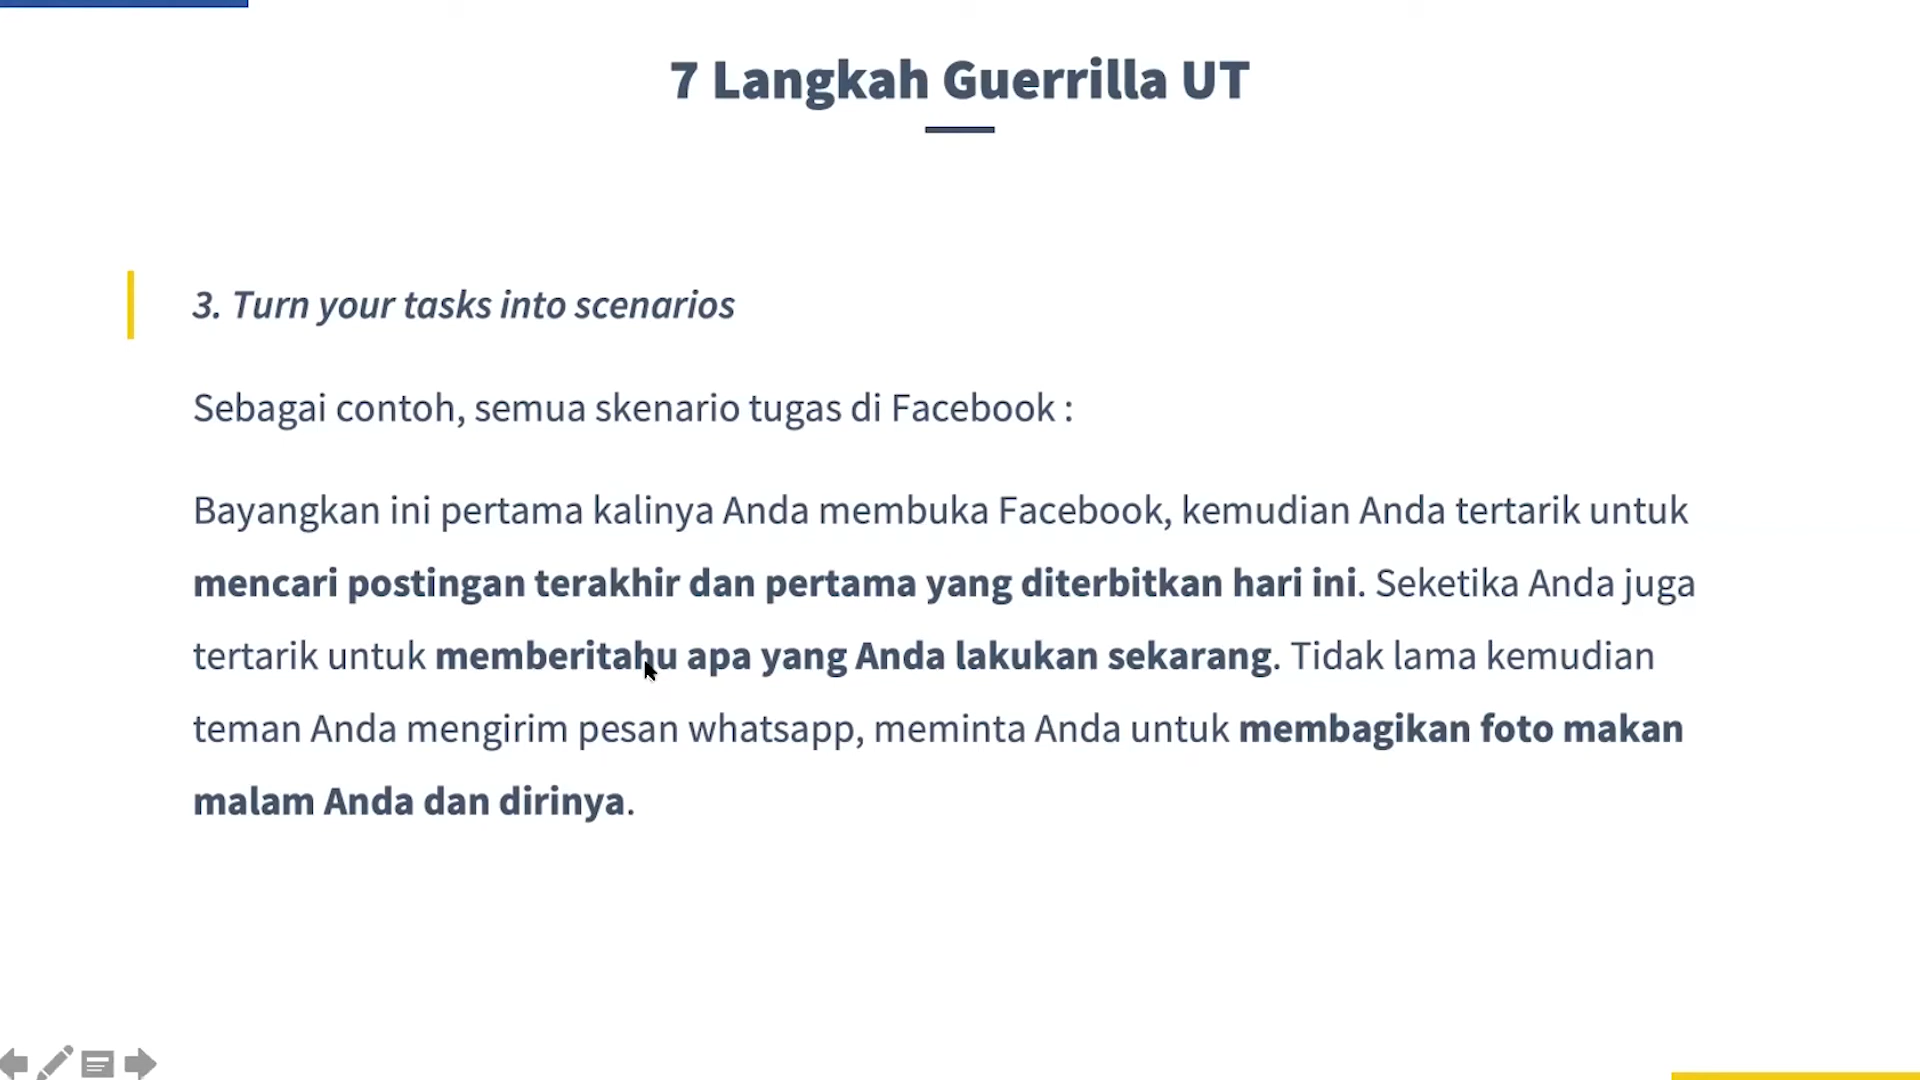 7 Langkah Guerrilla UT
3. Turn your tasks into scenarios
Sebagai contoh, semua skenario tugas di Facebook :
Bayangkan ini pertama kalinya Anda membuka Facebook, kemudian Anda tertarik untuk
mencari postingan terakhir dan pertama yang diterbitkan hari ini. Seketika Anda juga
tertarik untuk memberitahu apa yang Anda lakukan sekarang. Tidak lama kemudian
teman Anda mengirim pesan whatsapp, meminta Anda untuk membagikan foto makan
malam Anda dan dirinya.